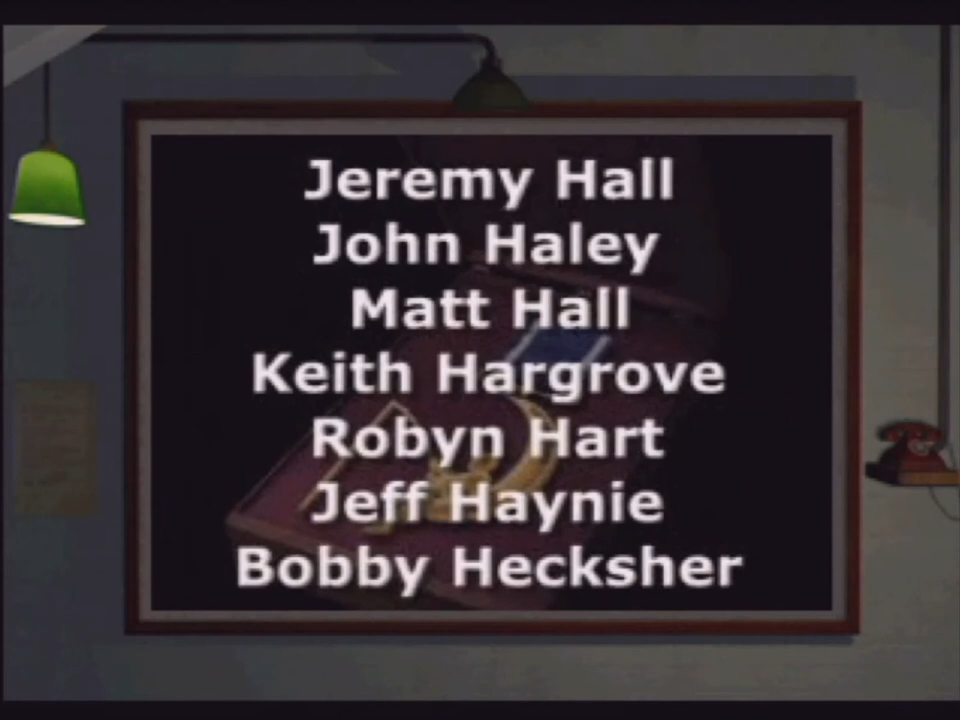 Jeremy Hall
John Haley
Matt Hall
Keith Hargrove
Robyn Hart
Jeff Haynie
Bobby Hecksher